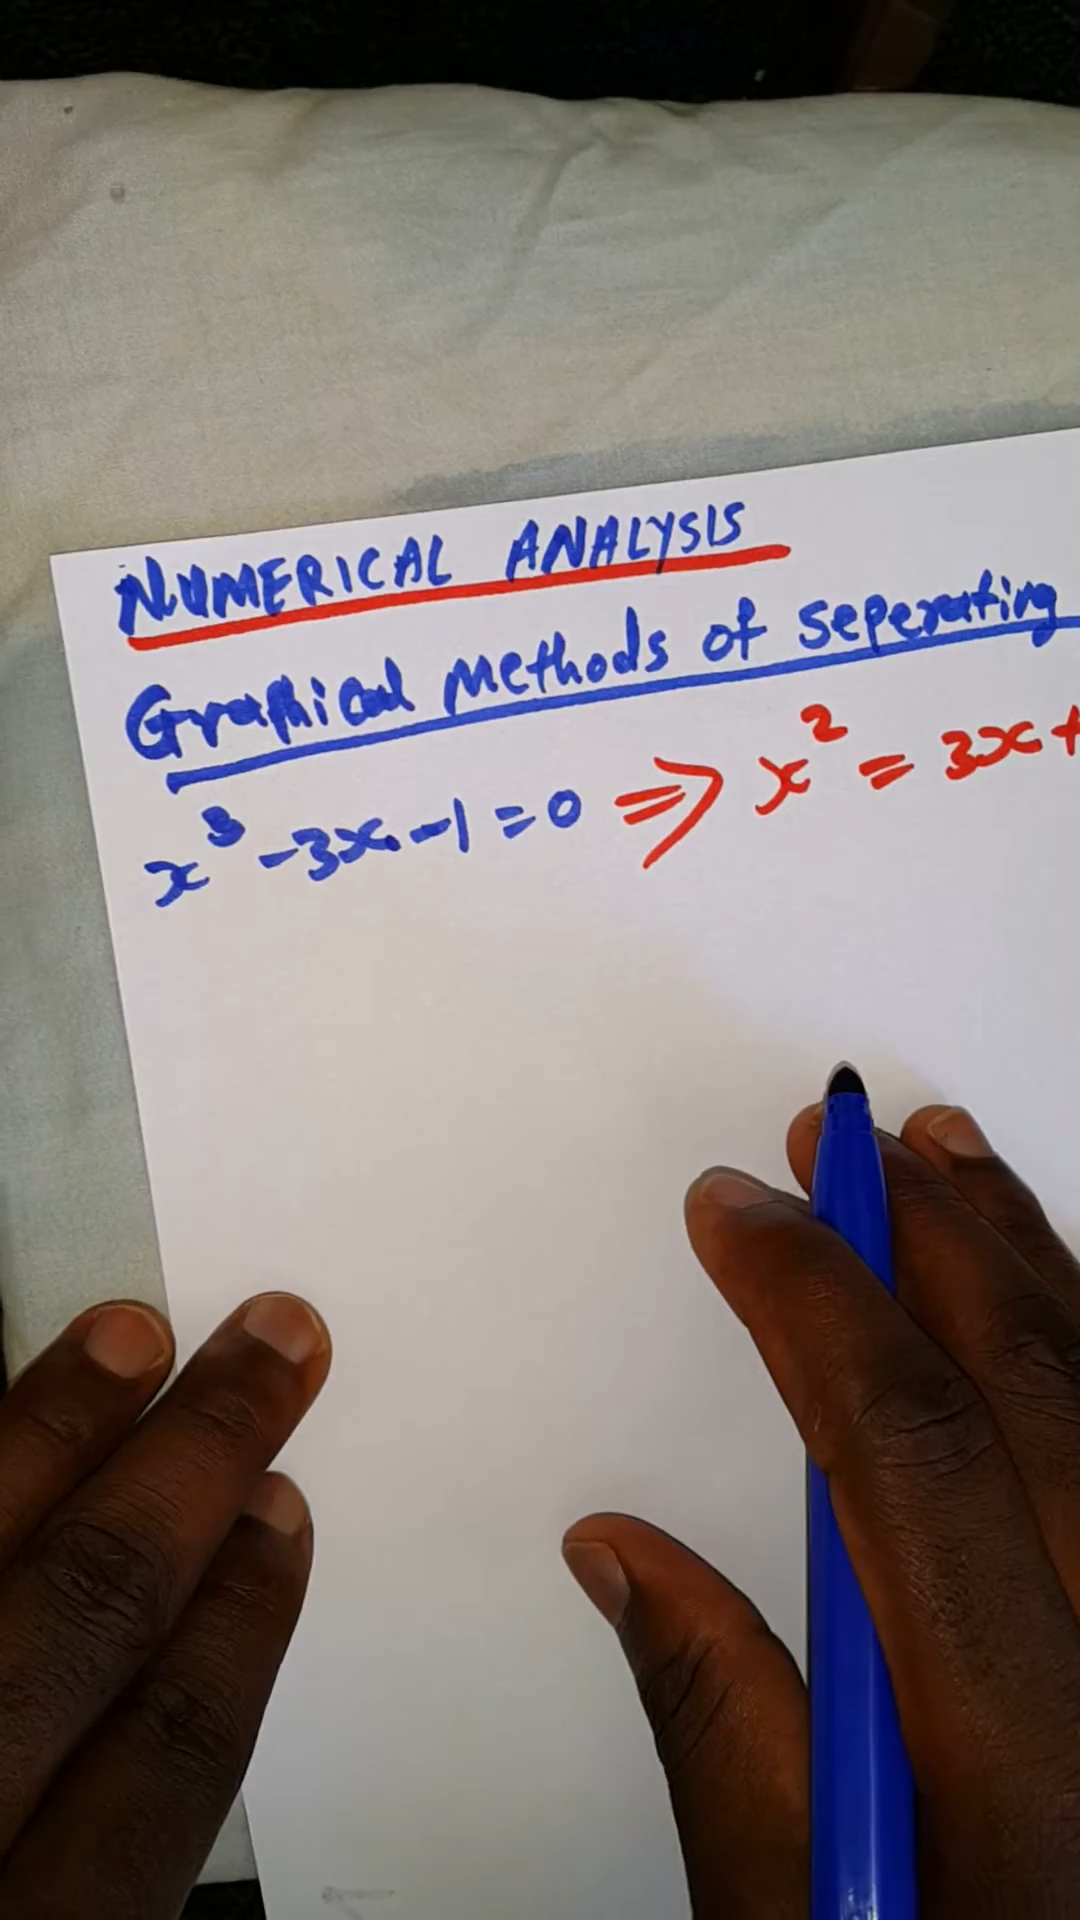 NUMERICAL ANALYSIS
Graphical Methods of seperating
x³ -3x -1 = 0 ⇒ x² = 3x +